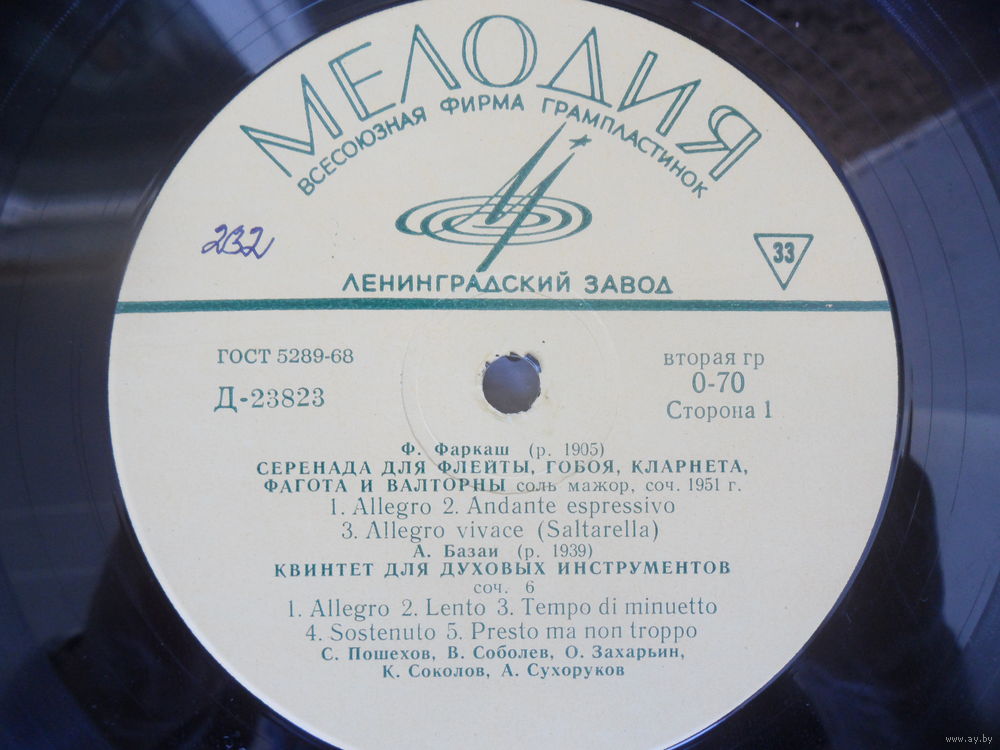 МЕЛОДИЯ
ВСЕСОЮЗНАЯ ФИРМА ГРАМПЛАСТИНОК
232
33
ЛЕНИНГРАДСКИЙ ЗАВОД
ГОСТ 5289-68
Д-23823
вторая гр
0-70
Сторона 1
Ф. Фаркаш (р. 1905)
СЕРЕНАДА ДЛЯ ФЛЕЙТЫ, ГОБОЯ, КЛАРНЕТА,
ФАГОТА И ВАЛТОРНЫ соль мажор, соч. 1951 г.
1. Allegro 2. Andante espressivo
3. Allegro vivace (Saltarella)
А. Базаи (р. 1939)
КВИНТЕТ ДЛЯ ДУХОВЫХ ИНСТРУМЕНТОВ
соч. 6
1. Allegro 2. Lento 3. Tempo di minuetto
4. Sostenuto 5. Presto ma non troppo
С. Пошехов, В. Соболев, О. Захарьин,
К. Соколов, А. Сухоруков
www.ay.by